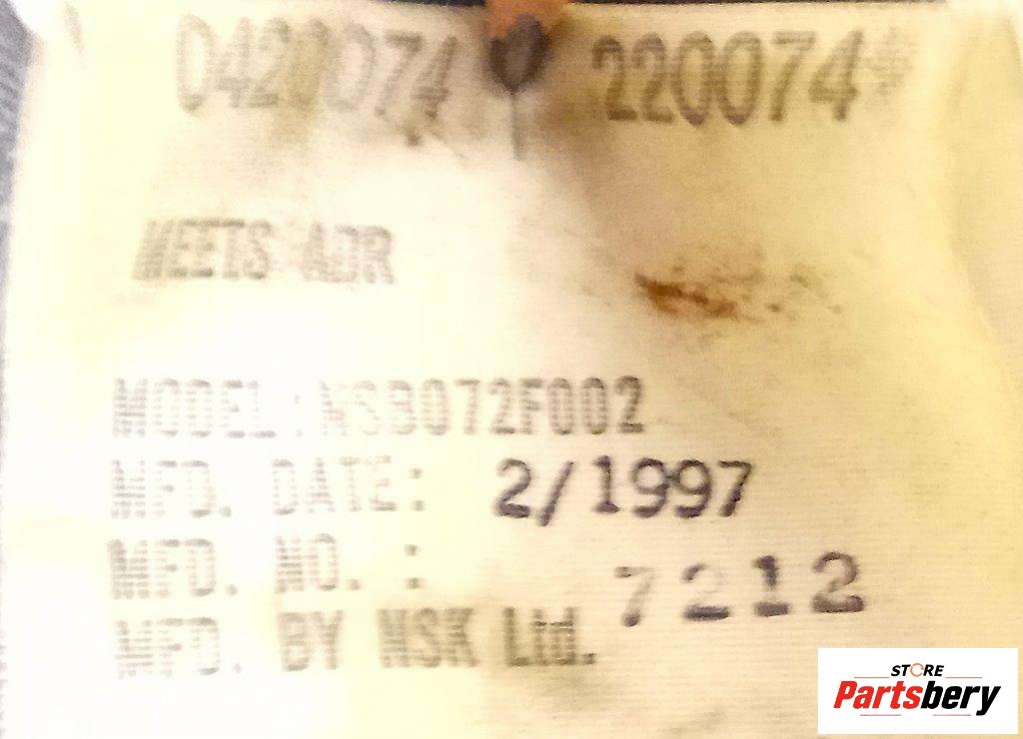 220074
MEETS ADR
MODEL:NSB072F002
MFD. DATE: 2/1997
MFD. NO. : 7212
MFD. BY NSK Ltd.
STORE
Partsbery